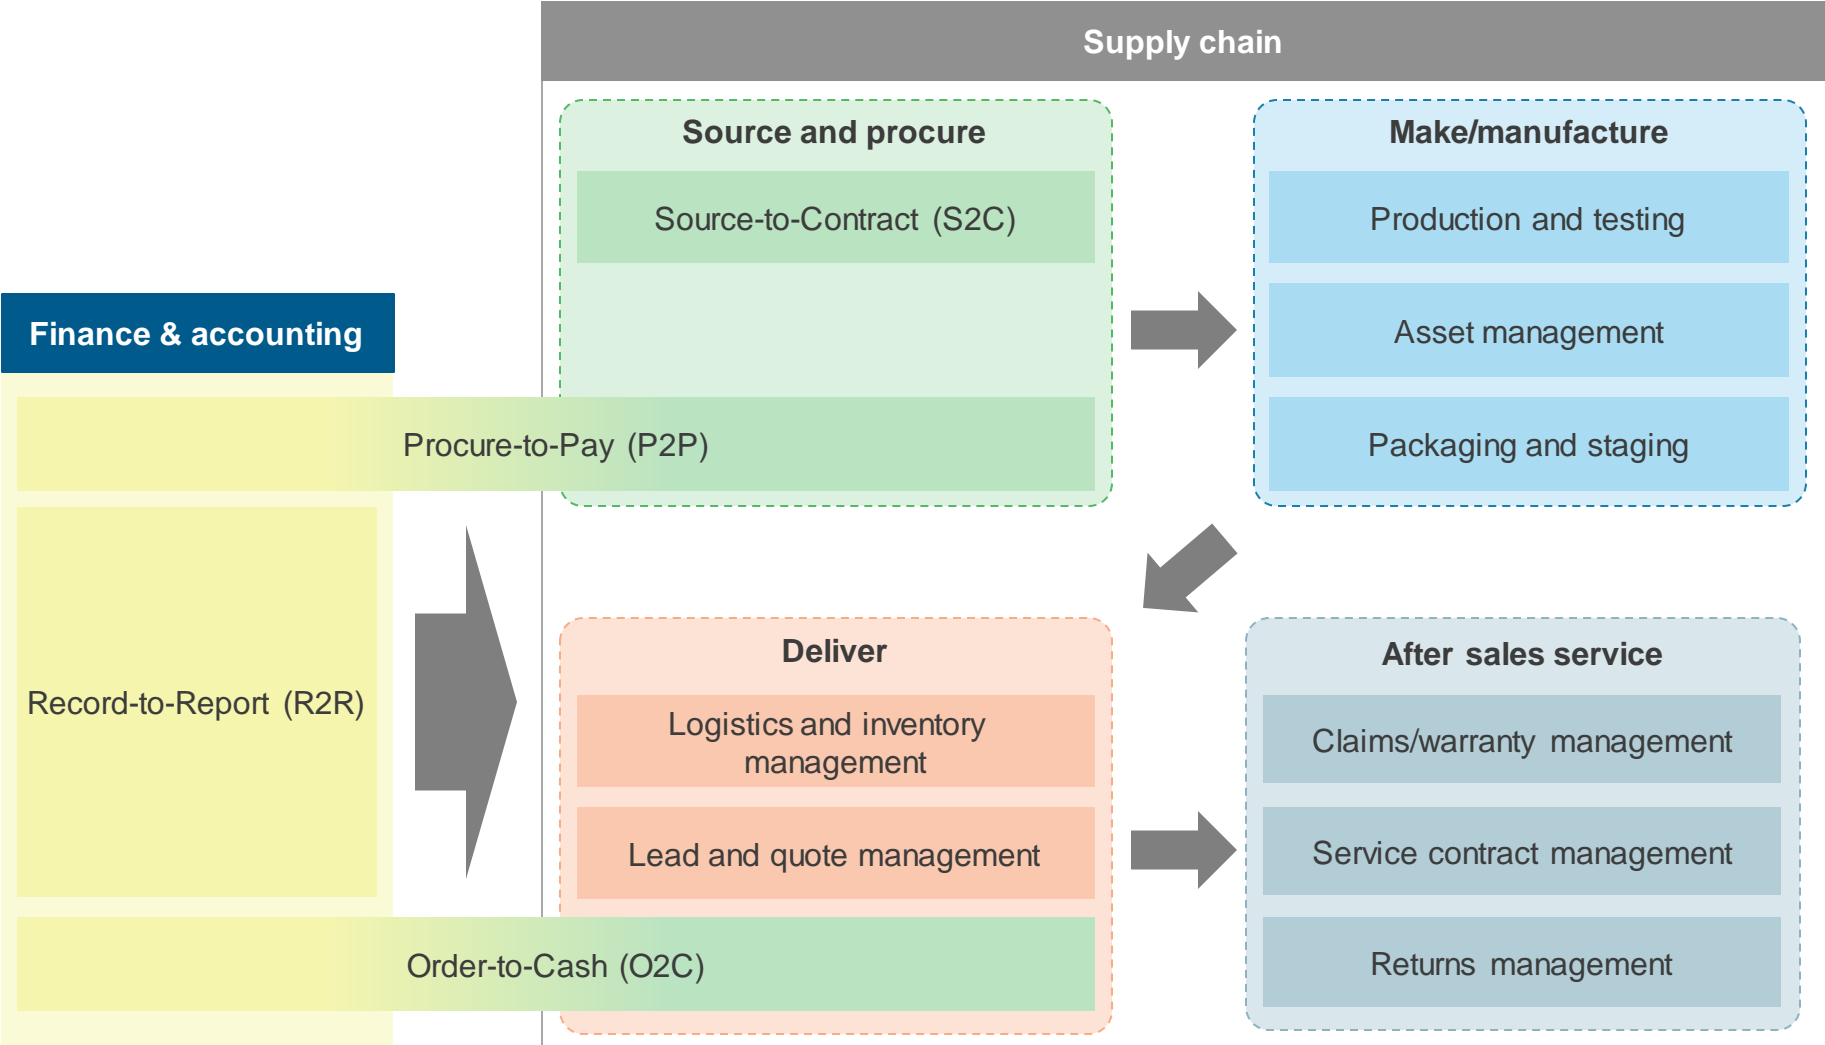 Supply chain
Source and procure
Source-to-Contract (S2C)
Make/manufacture
Production and testing
Asset management
Packaging and staging
Finance & accounting
Procure-to-Pay (P2P)
Record-to-Report (R2R)
Deliver
Logistics and inventory
management
Lead and quote management
Order-to-Cash (O2C)
After sales service
Claims/warranty management
Service contract management
Returns management